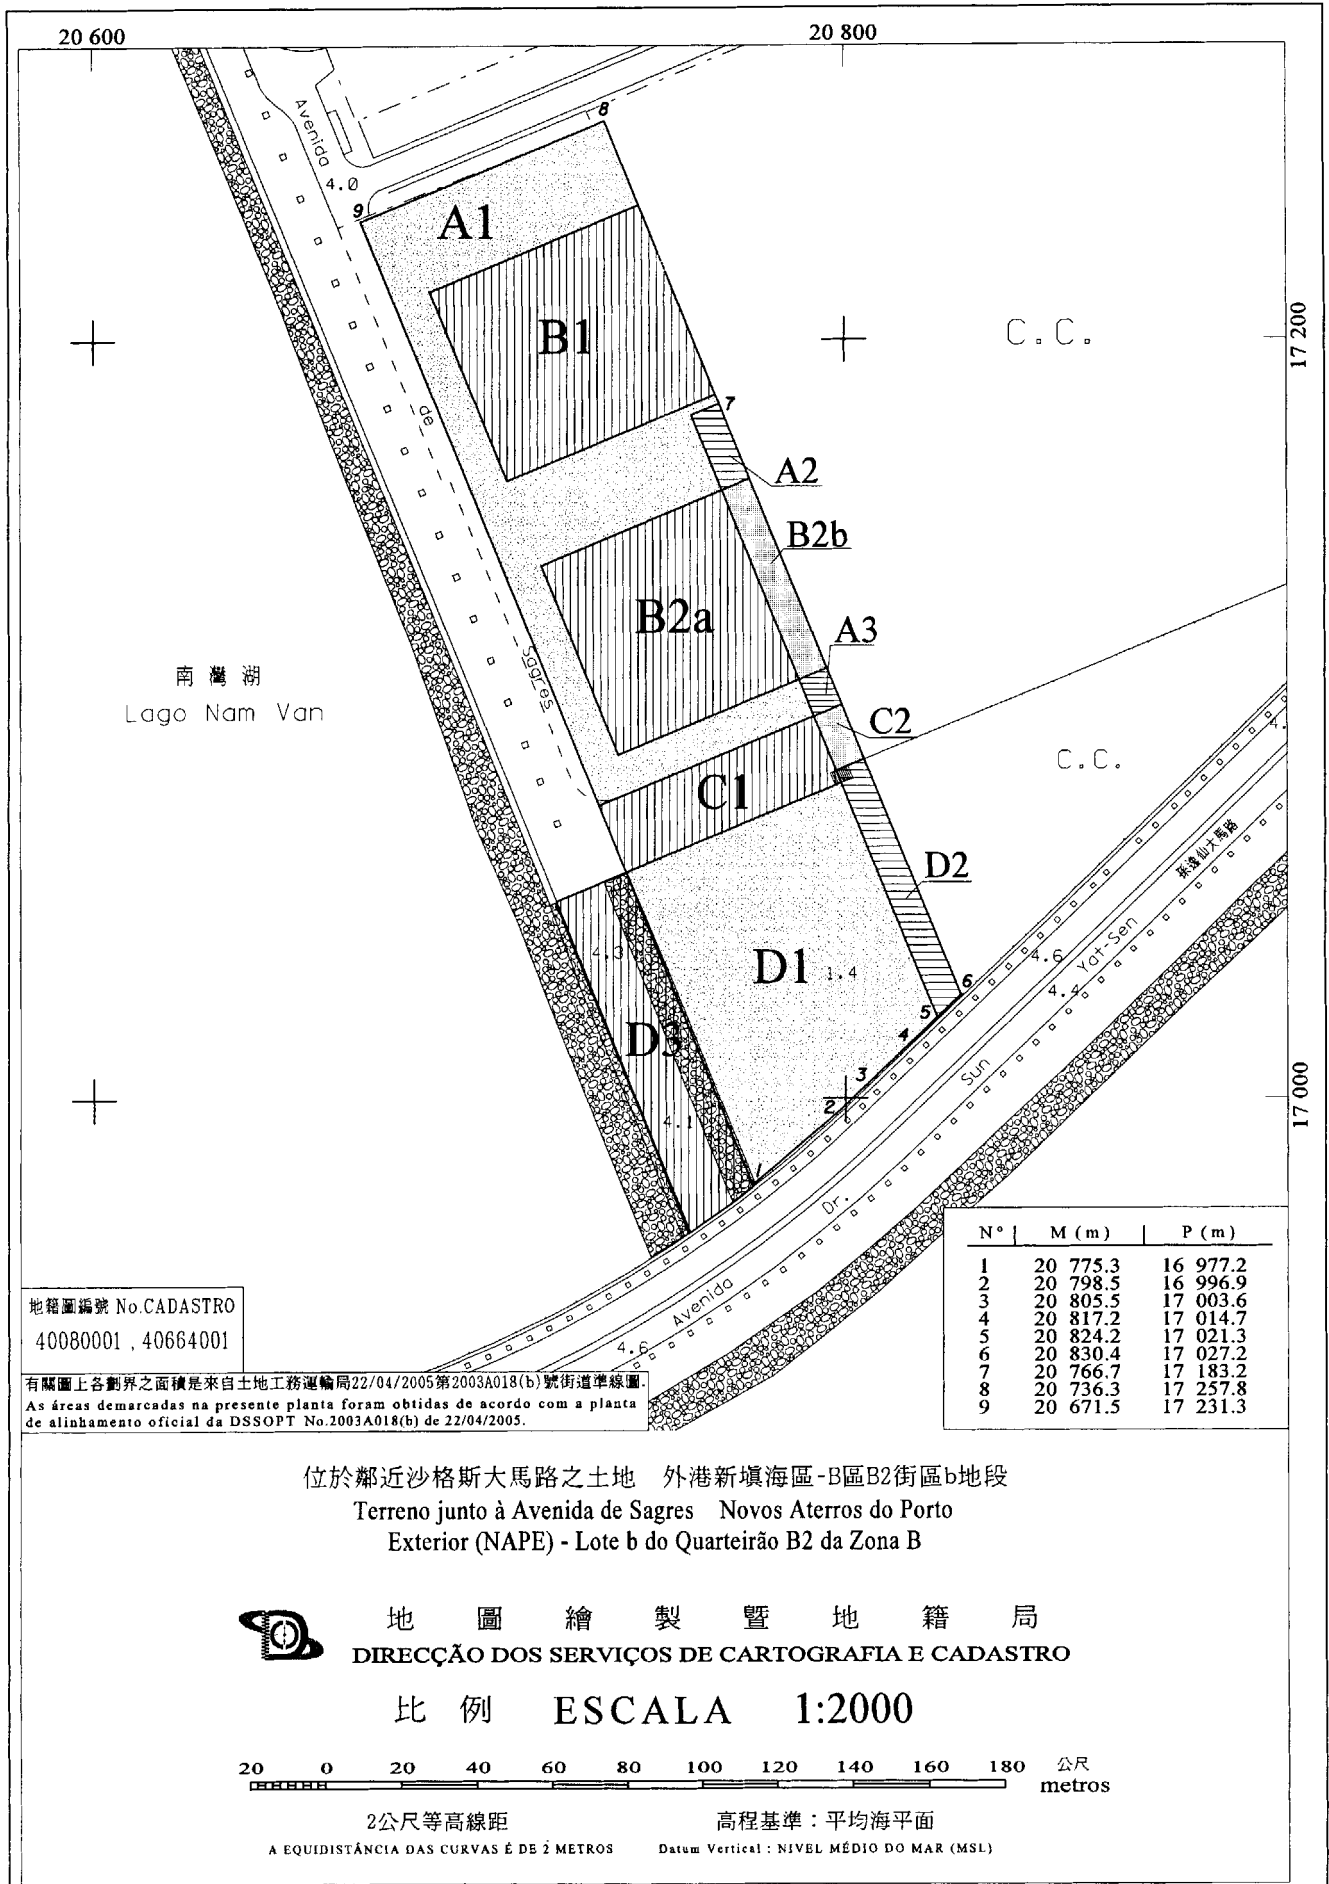 20 600
20 800
8
Avenida
4.0
9
A1
17 200
B1
C.C.
de
7
A2
B2b
B2a
A3
Sagres
南灣湖
Lago Nam Van
C2
4.
C.C.
C1
孫逸仙大馬路
D2
4.3
D1 1.4
4.6
Yat-Sen
6
4.4
5
4
D3
Sun
3
2
17 000
4.1
1
Dr.
Avenida
4.6
N° M (m) P (m)
1 20 775.3 16 977.2
2 20 798.5 16 996.9
3 20 805.5 17 003.6
4 20 817.2 17 014.7
5 20 824.2 17 021.3
6 20 830.4 17 027.2
7 20 766.7 17 183.2
8 20 736.3 17 257.8
9 20 671.5 17 231.3
地籍圖編號 No.CADASTRO
40080001 , 40664001
有關圖上各劃界之面積是來自土地工務運輸局22/04/2005第2003A018(b)號街道準線圖.
As áreas demarcadas na presente planta foram obtidas de acordo com a planta
de alinhamento oficial da DSSOPT No.2003A018(b) de 22/04/2005.
位於鄰近沙格斯大馬路之土地 外港新填海區-B區B2街區b地段
Terreno junto à Avenida de Sagres Novos Aterros do Porto
Exterior (NAPE) - Lote b do Quarteirão B2 da Zona B
地圖繪製暨地籍局
DIRECÇÃO DOS SERVIÇOS DE CARTOGRAFIA E CADASTRO
比例 ESCALA 1:2000
20 0 20 40 60 80 100 120 140 160 180 公尺
metros
2公尺等高線距 高程基準：平均海平面
A EQUIDISTÂNCIA DAS CURVAS É DE 2 METROS Datum Vertical : NIVEL MÉDIO DO MAR (MSL)